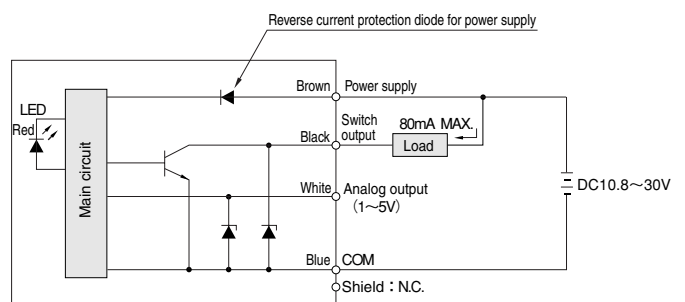 Reverse current protection diode for power supply
Brown
Power supply
LED
Red
Main circuit
Black
Switch
output
80mA MAX.
Load
White
Analog output
(1～5V)
DC10.8～30V
Blue
COM
Shield：N.C.